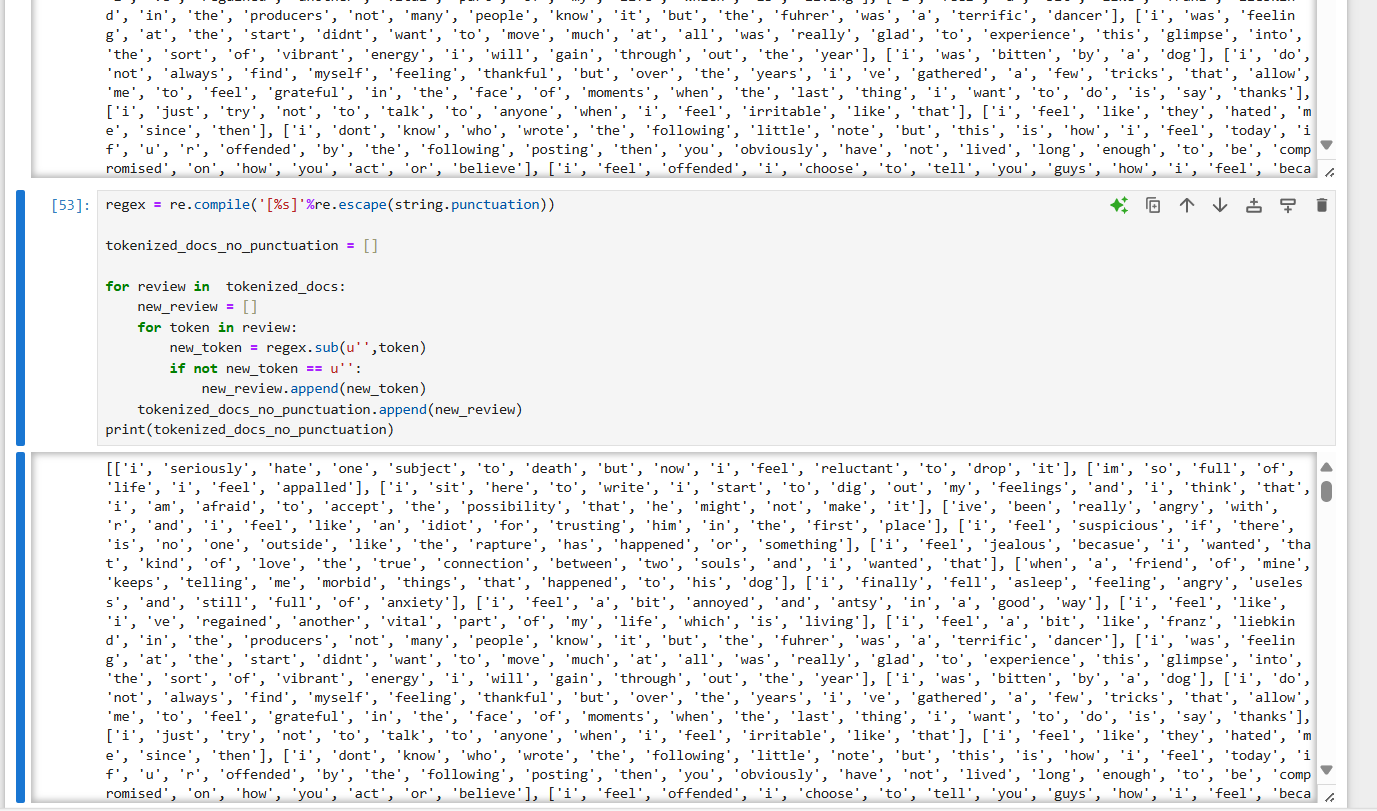 d', 'in', 'the', 'producers', 'not', 'many', 'people', 'know', 'it', 'but', 'the', 'fuhrer', 'was', 'a', 'terrific', 'dancer'], ['i', 'was', 'feelin
g', 'at', 'the', 'start', 'didnt', 'want', 'to', 'move', 'much', 'at', 'all', 'was', 'really', 'glad', 'to', 'experience', 'this', 'glimpse', 'into',
'the', 'sort', 'of', 'vibrant', 'energy', 'i', 'will', 'gain', 'through', 'out', 'the', 'year'], ['i', 'was', 'bitten', 'by', 'a', 'dog'], ['i', 'do',
'not', 'always', 'find', 'myself', 'feeling', 'thankful', 'but', 'over', 'the', 'years', 'i', 've', 'gathered', 'a', 'few', 'tricks', 'that', 'allow',
'me', 'to', 'feel', 'grateful', 'in', 'the', 'face', 'of', 'moments', 'when', 'the', 'last', 'thing', 'i', 'want', 'to', 'do', 'is', 'say', 'thanks'],
['i', 'just', 'try', 'not', 'to', 'talk', 'to', 'anyone', 'when', 'i', 'feel', 'irritable', 'like', 'that'], ['i', 'feel', 'like', 'they', 'hated', 'm
e', 'since', 'then'], ['i', 'dont', 'know', 'who', 'wrote', 'the', 'following', 'little', 'note', 'but', 'this', 'is', 'how', 'i', 'feel', 'today', 'i
f', 'u', 'r', 'offended', 'by', 'the', 'following', 'posting', 'then', 'you', 'obviously', 'have', 'not', 'lived', 'long', 'enough', 'to', 'be', 'comp
romised', 'on', 'how', 'you', 'act', 'or', 'believe'], ['i', 'feel', 'offended', 'i', 'choose', 'to', 'tell', 'you', 'guys', 'how', 'i', 'feel', 'beca
[53]: regex = re.compile('[%s]'%re.escape(string.punctuation))
tokenized_docs_no_punctuation = []
for review in  tokenized_docs:
    new_review = []
    for token in review:
        new_token = regex.sub(u'',token)
        if not new_token == u'':
            new_review.append(new_token)
    tokenized_docs_no_punctuation.append(new_review)
print(tokenized_docs_no_punctuation)
[['i', 'seriously', 'hate', 'one', 'subject', 'to', 'death', 'but', 'now', 'i', 'feel', 'reluctant', 'to', 'drop', 'it'], ['im', 'so', 'full', 'of',
'life', 'i', 'feel', 'appalled'], ['i', 'sit', 'here', 'to', 'write', 'i', 'start', 'to', 'dig', 'out', 'my', 'feelings', 'and', 'i', 'think', 'that',
'i', 'am', 'afraid', 'to', 'accept', 'the', 'possibility', 'that', 'he', 'might', 'not', 'make', 'it'], ['ive', 'been', 'really', 'angry', 'with',
'r', 'and', 'i', 'feel', 'like', 'an', 'idiot', 'for', 'trusting', 'him', 'in', 'the', 'first', 'place'], ['i', 'feel', 'suspicious', 'if', 'there',
'is', 'no', 'one', 'outside', 'like', 'the', 'rapture', 'has', 'happened', 'or', 'something'], ['i', 'feel', 'jealous', 'becasue', 'i', 'wanted', 'tha
t', 'kind', 'of', 'love', 'the', 'true', 'connection', 'between', 'two', 'souls', 'and', 'i', 'wanted', 'that'], ['when', 'a', 'friend', 'of', 'mine',
'keeps', 'telling', 'me', 'morbid', 'things', 'that', 'happened', 'to', 'his', 'dog'], ['i', 'finally', 'fell', 'asleep', 'feeling', 'angry', 'useles
s', 'and', 'still', 'full', 'of', 'anxiety'], ['i', 'feel', 'a', 'bit', 'annoyed', 'and', 'antsy', 'in', 'a', 'good', 'way'], ['i', 'feel', 'like',
'i', 've', 'regained', 'another', 'vital', 'part', 'of', 'my', 'life', 'which', 'is', 'living'], ['i', 'feel', 'a', 'bit', 'like', 'franz', 'liebkin
d', 'in', 'the', 'producers', 'not', 'many', 'people', 'know', 'it', 'but', 'the', 'fuhrer', 'was', 'a', 'terrific', 'dancer'], ['i', 'was', 'feelin
g', 'at', 'the', 'start', 'didnt', 'want', 'to', 'move', 'much', 'at', 'all', 'was', 'really', 'glad', 'to', 'experience', 'this', 'glimpse', 'into',
'the', 'sort', 'of', 'vibrant', 'energy', 'i', 'will', 'gain', 'through', 'out', 'the', 'year'], ['i', 'was', 'bitten', 'by', 'a', 'dog'], ['i', 'do',
'not', 'always', 'find', 'myself', 'feeling', 'thankful', 'but', 'over', 'the', 'years', 'i', 've', 'gathered', 'a', 'few', 'tricks', 'that', 'allow',
'me', 'to', 'feel', 'grateful', 'in', 'the', 'face', 'of', 'moments', 'when', 'the', 'last', 'thing', 'i', 'want', 'to', 'do', 'is', 'say', 'thanks'],
['i', 'just', 'try', 'not', 'to', 'talk', 'to', 'anyone', 'when', 'i', 'feel', 'irritable', 'like', 'that'], ['i', 'feel', 'like', 'they', 'hated', 'm
e', 'since', 'then'], ['i', 'dont', 'know', 'who', 'wrote', 'the', 'following', 'little', 'note', 'but', 'this', 'is', 'how', 'i', 'feel', 'today', 'i
f', 'u', 'r', 'offended', 'by', 'the', 'following', 'posting', 'then', 'you', 'obviously', 'have', 'not', 'lived', 'long', 'enough', 'to', 'be', 'comp
romised', 'on', 'how', 'you', 'act', 'or', 'believe'], ['i', 'feel', 'offended', 'i', 'choose', 'to', 'tell', 'you', 'guys', 'how', 'i', 'feel', 'beca